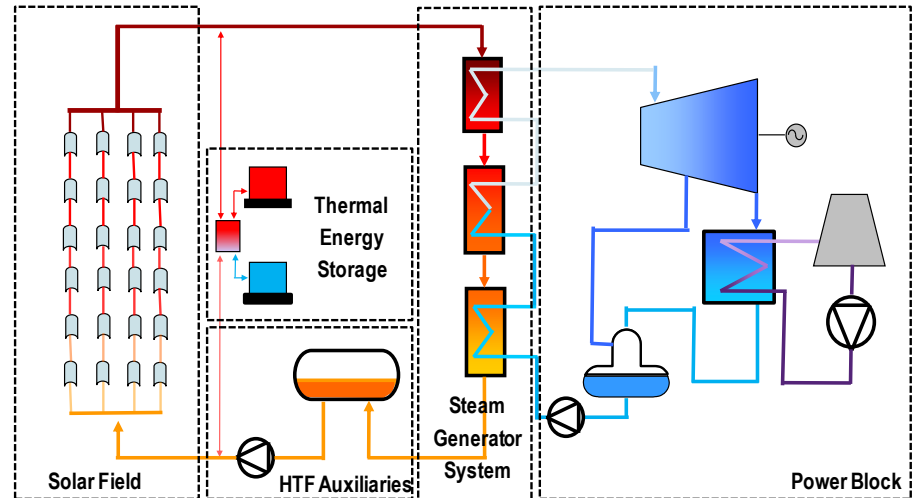 Thermal
Energy
Storage
Steam
Generator
System
Solar Field
HTF Auxiliaries
Power Block